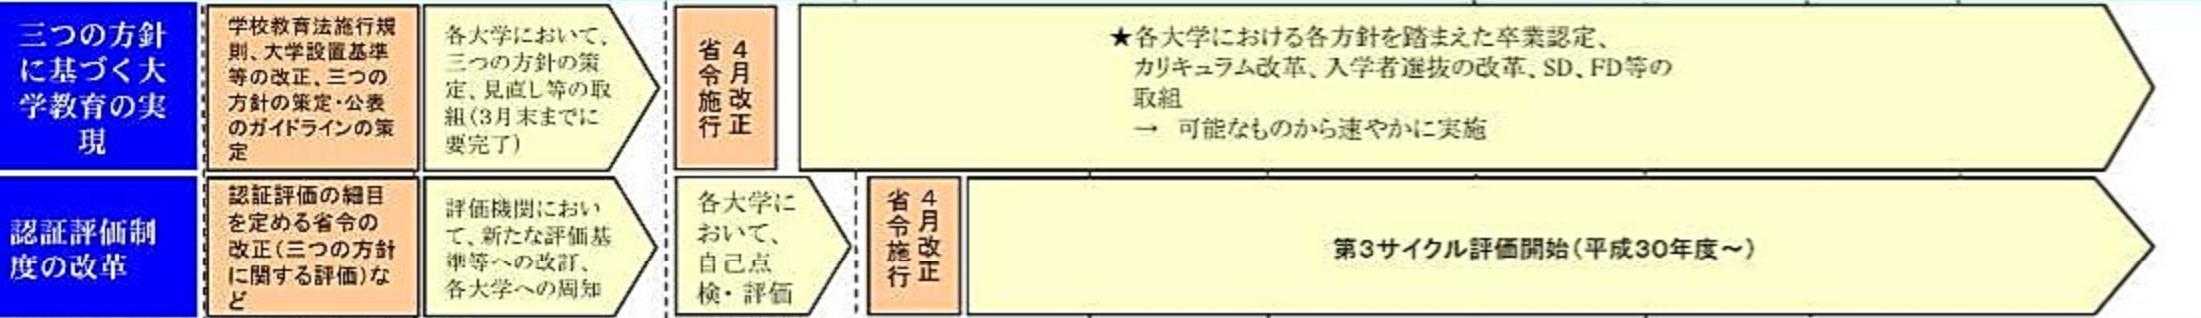 三つの方針
に基づく大
学教育の実
現
学校教育法施行規
則、大学設置基準
等の改正、三つの
方針の策定・公表
のガイドラインの策
定
各大学において、
三つの方針の策
定、見直し等の取
組(3月末までに
要完了)
4月改正
省令施行
★各大学における各方針を踏まえた卒業認定、
カリキュラム改革、入学者選抜の改革、SD、FD等の
取組
→ 可能なものから速やかに実施
認証評価制
度の改革
認証評価の細目
を定める省令の
改正(三つの方針
に関する評価)な
ど
評価機関におい
て、新たな評価基
準等への改訂、
各大学への周知
各大学に
おいて、
自己点
検・評価
4月改正
省令施行
第3サイクル評価開始(平成30年度~)